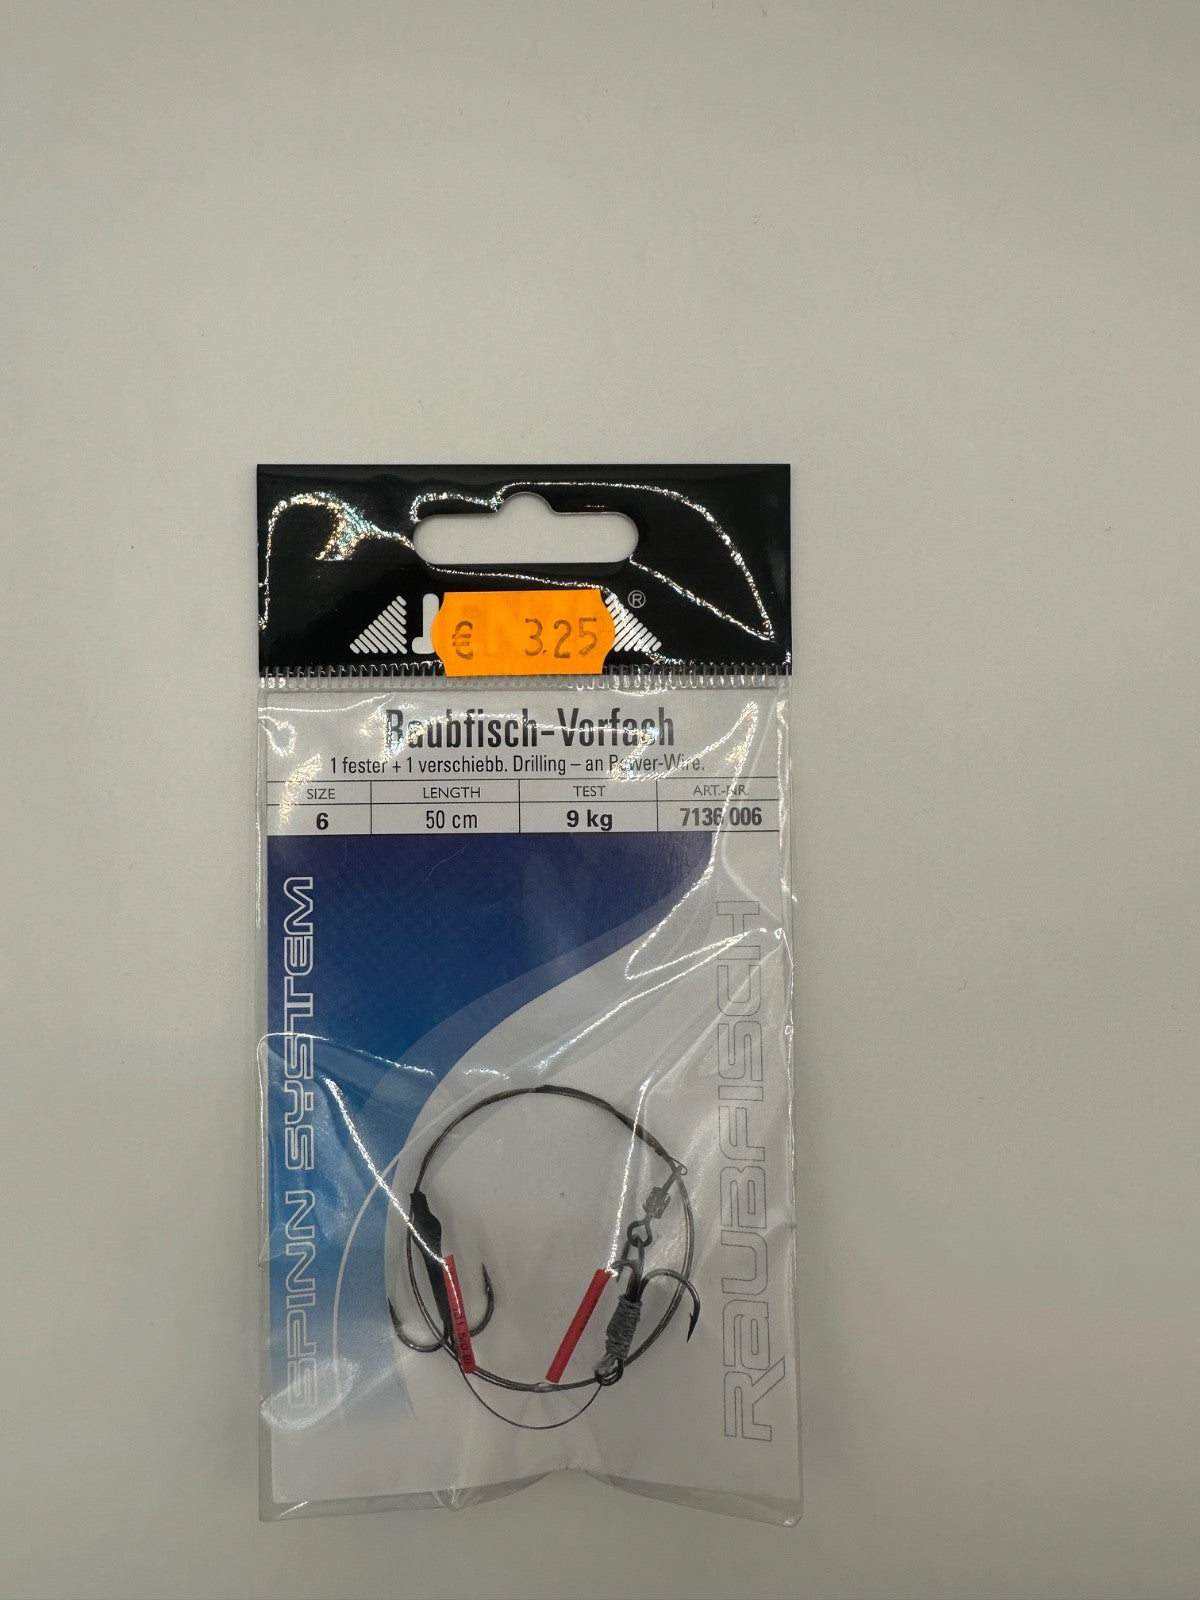 ®
€ 3.25
Raubfisch-Vorfach
1 fester + 1 verschiebb. Drilling – an Power-Wire.
SIZE LENGTH TEST ART.-NR.
6 50 cm 9 kg 7136 006
SPINN SYSTEM
RAUBFISCH